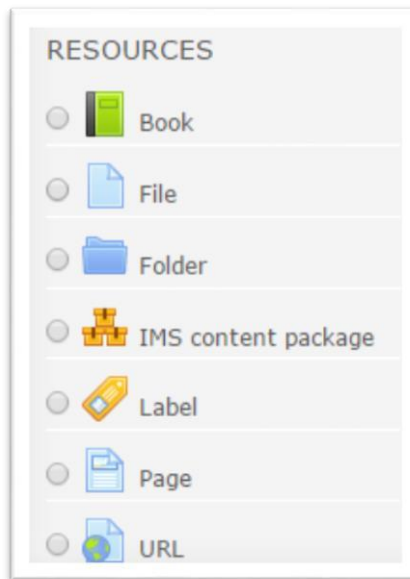 RESOURCES
Book
File
Folder
IMS content package
Label
Page
URL